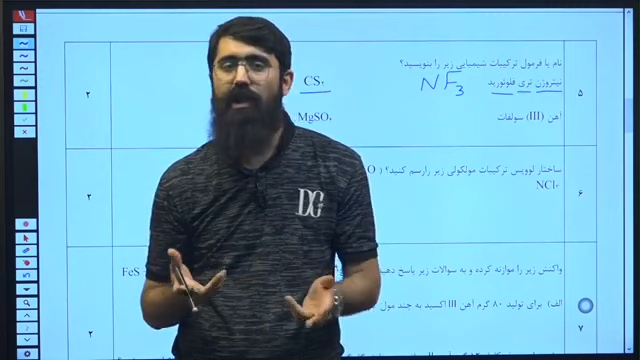 نام یا فرمول ترکیبات شیمیایی زیر را بنویسید؟
نیتروژن تری فلوئورید NF₃ CS₂
آهن (III) سولفات MgSO₄
۵
۲
ساختار لوویس ترکیبات مولکولی زیر را رسم کنید؟ ( O
NCl₃
۶
۲
واکنش زیر را موازنه کرده و به سوالات زیر پاسخ ده
FeS
الف) برای تولید ۸۰ گرم آهن III اکسید به چند مول
۷
۲
DG